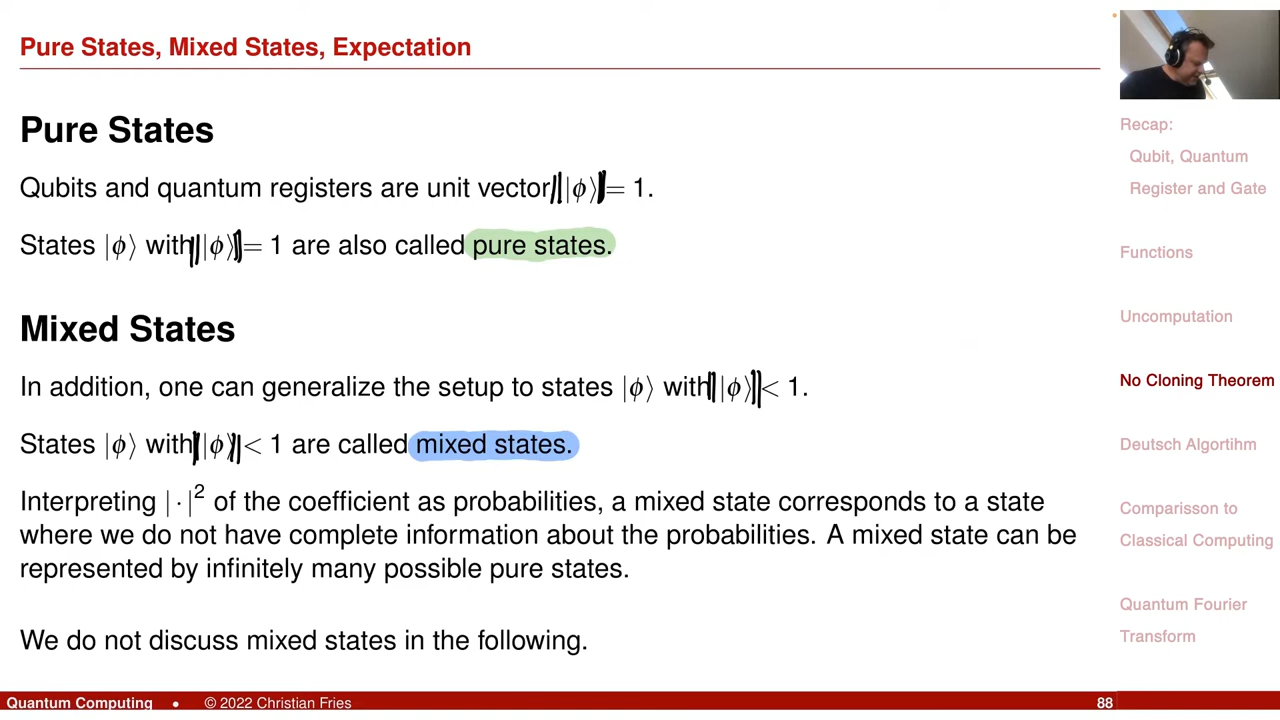 Pure States, Mixed States, Expectation
Pure States
Qubits and quantum registers are unit vector || |ϕ⟩ || = 1.
States |ϕ⟩ with || |ϕ⟩ || = 1 are also called pure states.
Mixed States
In addition, one can generalize the setup to states |ϕ⟩ with || |ϕ⟩ || < 1.
States |ϕ⟩ with || |ϕ⟩ || < 1 are called mixed states.
Interpreting | · |² of the coefficient as probabilities, a mixed state corresponds to a state
where we do not have complete information about the probabilities. A mixed state can be
represented by infinitely many possible pure states.
We do not discuss mixed states in the following.
Recap:
Qubit, Quantum
Register and Gate
Functions
Uncomputation
No Cloning Theorem
Deutsch Algortihm
Comparisson to
Classical Computing
Quantum Fourier
Transform
Quantum Computing • © 2022 Christian Fries 88